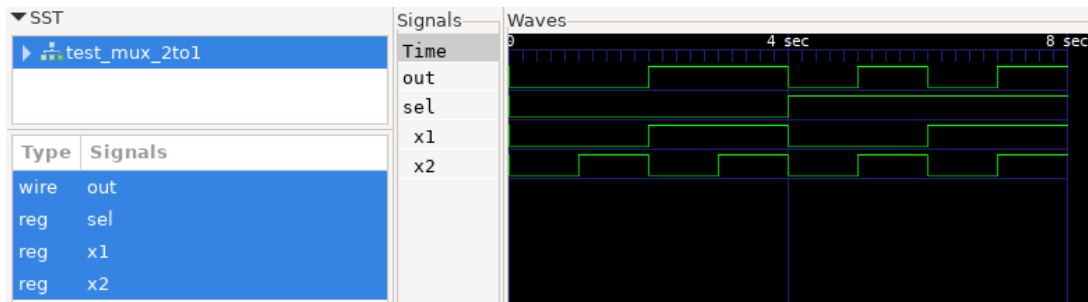 SST
test_mux_2to1
Type Signals
wire out
reg sel
reg x1
reg x2
Signals
Time
out
sel
x1
x2
Waves
0 4 sec 8 sec